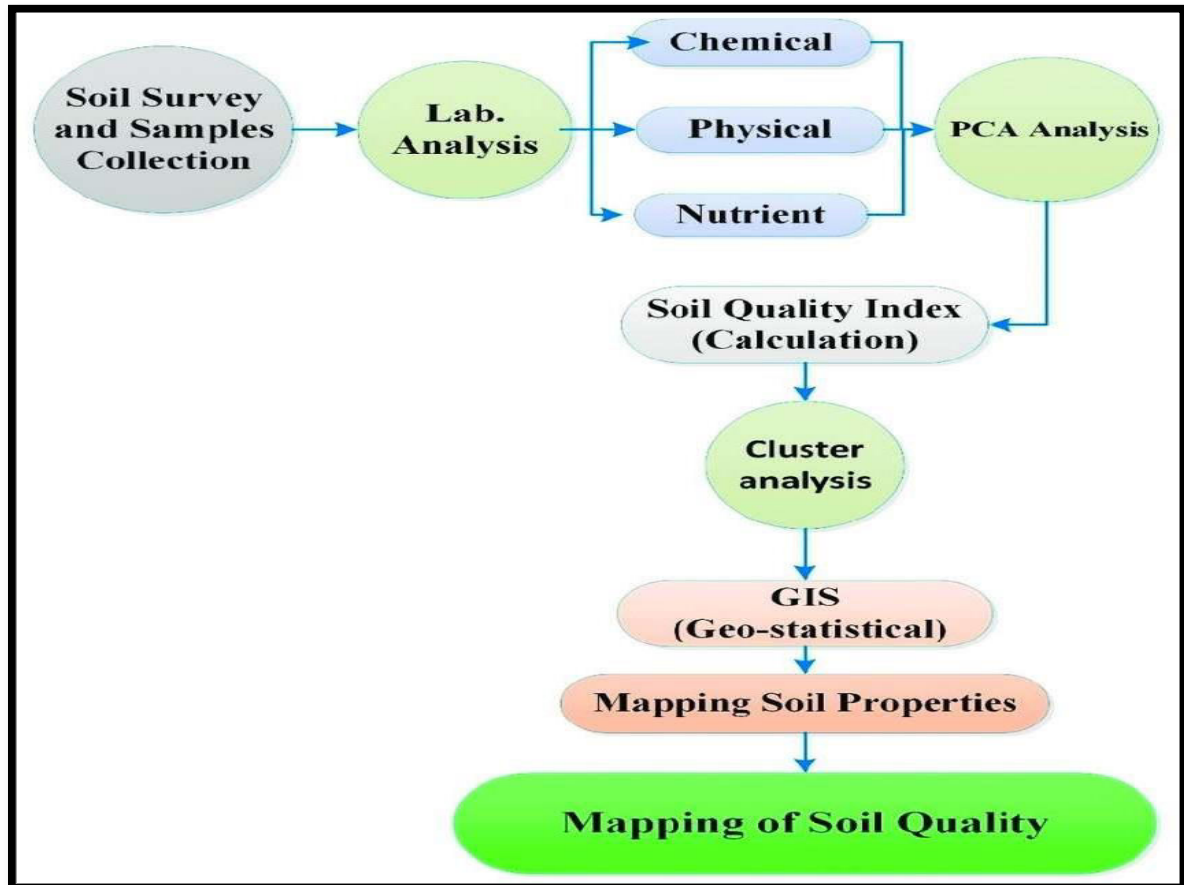 Soil Survey
and Samples
Collection
Lab.
Analysis
Chemical
Physical
Nutrient
PCA Analysis
Soil Quality Index
(Calculation)
Cluster
analysis
GIS
(Geo-statistical)
Mapping Soil Properties
Mapping of Soil Quality